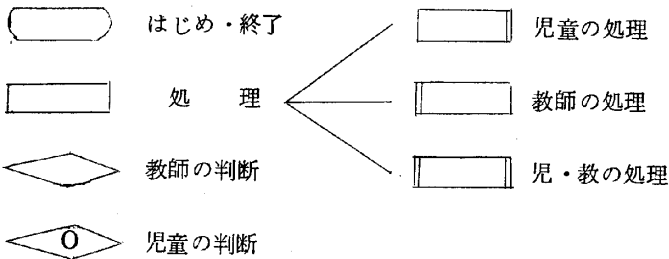 はじめ・終了
児童の処理
処 理
教師の処理
教師の判断
児・教の処理
O 児童の判断